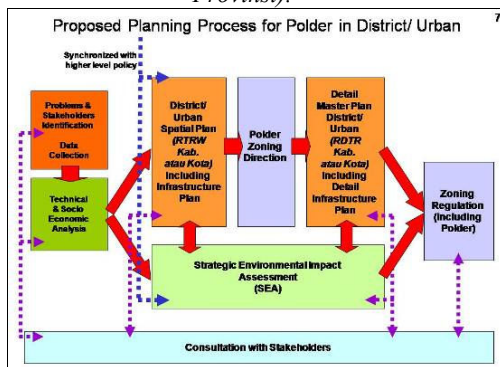 Provinsi).
Proposed Planning Process for Polder in District/ Urban
7
Synchronized with
higher level policy
Problems &
Stakeholders
Identification
Data
Collection
Technical
& Socio
Economic
Analysis
District/
Urban
Spatial Plan
(RTRW
Kab.
atau Kota)
Including
Infrastructure
Plan
Polder
Zoning
Direction
Detail
Master Plan
District/
Urban
(RDTR
Kab.
atau Kota)
Including
Detail
Infrastructure
Plan
Zoning
Regulation
(including
Polder)
Strategic Environmental Impact
Assessment
(SEA)
Consultation with Stakeholders